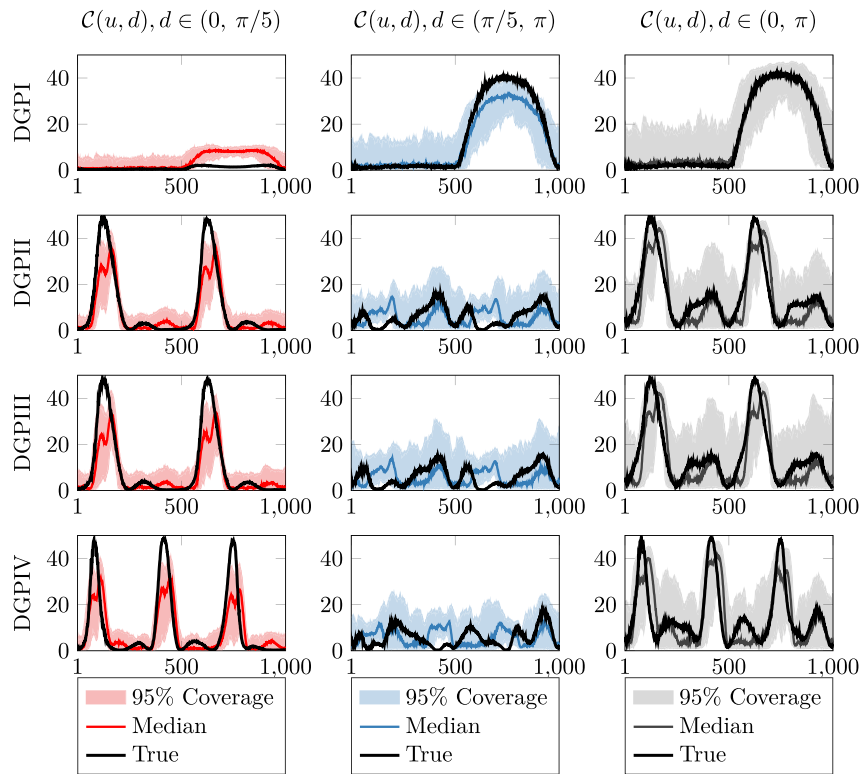 𝒞(u, d), d ∈ (0, π/5) 𝒞(u, d), d ∈ (π/5, π) 𝒞(u, d), d ∈ (0, π)
DGPI
40 40 40
20 20 20
0 0 0
1 500 1,000 1 500 1,000 1 500 1,000
DGPII
40 40 40
20 20 20
0 0 0
1 500 1,000 1 500 1,000 1 500 1,000
DGPIII
40 40 40
20 20 20
0 0 0
1 500 1,000 1 500 1,000 1 500 1,000
DGPIV
40 40 40
20 20 20
0 0 0
1 500 1,000 1 500 1,000 1 500 1,000
95% Coverage 95% Coverage 95% Coverage
Median Median Median
True True True